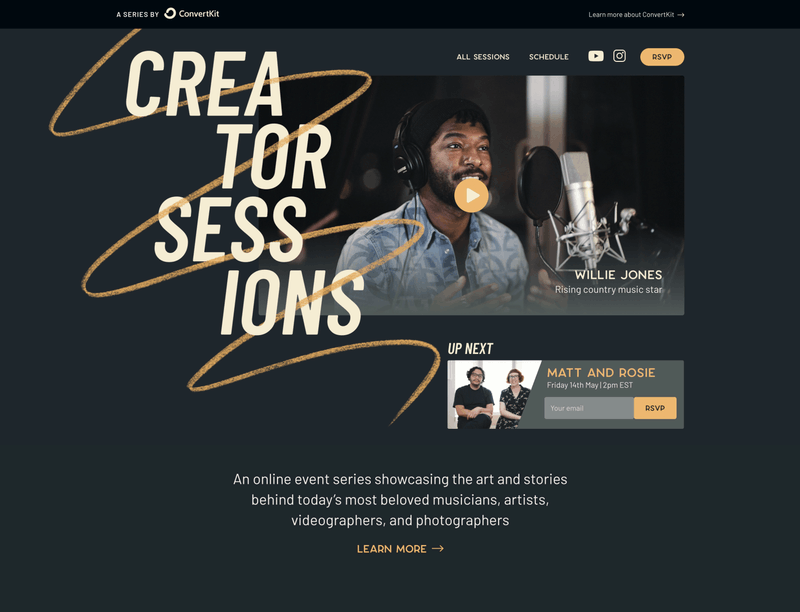 A SERIES BY ConvertKit
Learn more about ConvertKit →
ALL SESSIONS
SCHEDULE
RSVP
CREA
TOR
SESS
IONS
WILLIE JONES
Rising country music star
UP NEXT
MATT AND ROSIE
Friday 14th May | 2pm EST
Your email
RSVP
An online event series showcasing the art and stories
behind today’s most beloved musicians, artists,
videographers, and photographers
LEARN MORE →